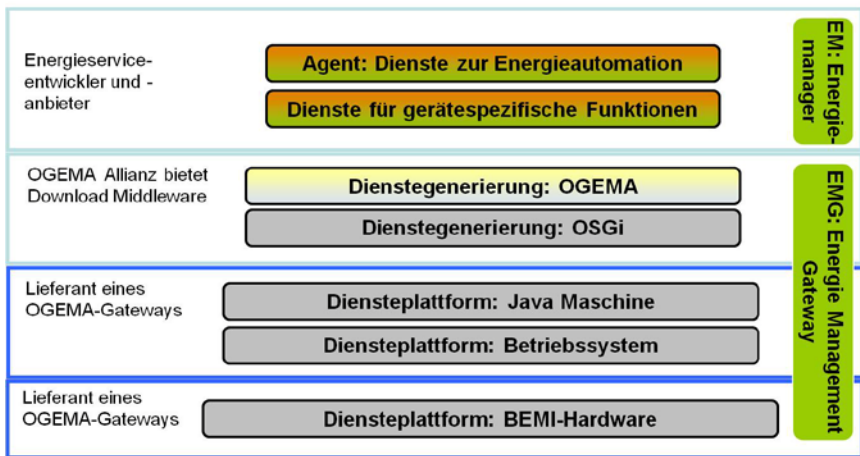 Energieservice-
entwickler und -
anbieter
Agent: Dienste zur Energieautomation
Dienste für gerätespezifische Funktionen
EM: Energie-
manager
OGEMA Allianz bietet
Download Middleware
Dienstegenerierung: OGEMA
Dienstegenerierung: OSGi
EMG: Energie Management
Gateway
Lieferant eines
OGEMA-Gateways
Diensteplattform: Java Maschine
Diensteplattform: Betriebssystem
Lieferant eines
OGEMA-Gateways
Diensteplattform: BEMI-Hardware